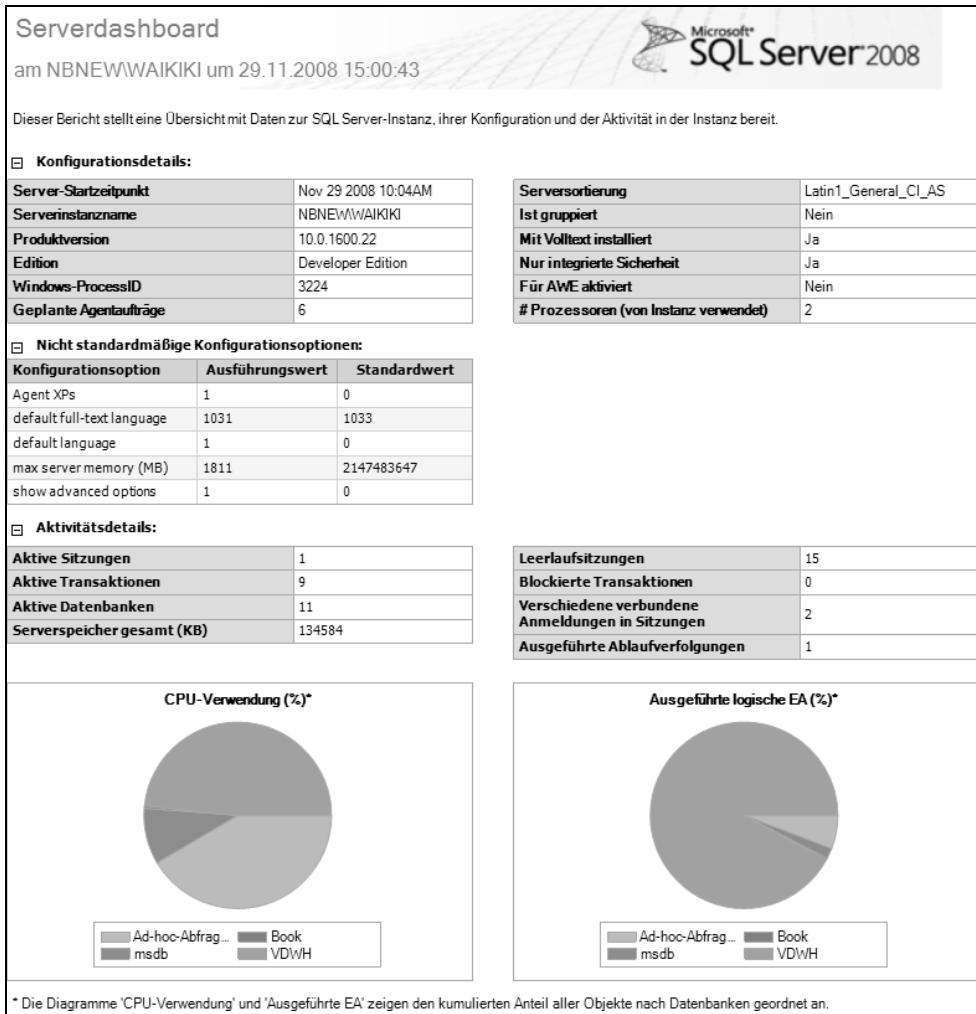 Serverdashboard
am NBNEW\WAIKIKI um 29.11.2008 15:00:43
Microsoft®
SQL Server®2008
Dieser Bericht stellt eine Übersicht mit Daten zur SQL Server-Instanz, ihrer Konfiguration und der Aktivität in der Instanz bereit.
Konfigurationsdetails:
Server-Startzeitpunkt Nov 29 2008 10:04AM Serversortierung Latin1_General_CI_AS
Serverinstanzname NBNEW\WAIKIKI Ist gruppiert Nein
Produktversion 10.0.1600.22 Mit Volltext installiert Ja
Edition Developer Edition Nur integrierte Sicherheit Ja
Windows-ProcessID 3224 Für AWE aktiviert Nein
Geplante Agentaufträge 6 # Prozessoren (von Instanz verwendet) 2
Nicht standardmäßige Konfigurationsoptionen:
Konfigurationsoption Ausführungswert Standardwert
Agent XPs 1 0
default full-text language 1031 1033
default language 1 0
max server memory (MB) 1811 2147483647
show advanced options 1 0
Aktivitätsdetails:
Aktive Sitzungen 1
Aktive Transaktionen 9
Aktive Datenbanken 11
Serverspeicher gesamt (KB) 134584
Leerlaufsitzungen 15
Blockierte Transaktionen 0
Verschiedene verbundene
Anmeldungen in Sitzungen 2
Ausgeführte Ablaufverfolgungen 1
CPU-Verwendung (%)*
Ad-hoc-Abfrag... Book
msdb VDWH
Ausgeführte logische EA (%)*
Ad-hoc-Abfrag... Book
msdb VDWH
* Die Diagramme 'CPU-Verwendung' und 'Ausgeführte EA' zeigen den kumulierten Anteil aller Objekte nach Datenbanken geordnet an.